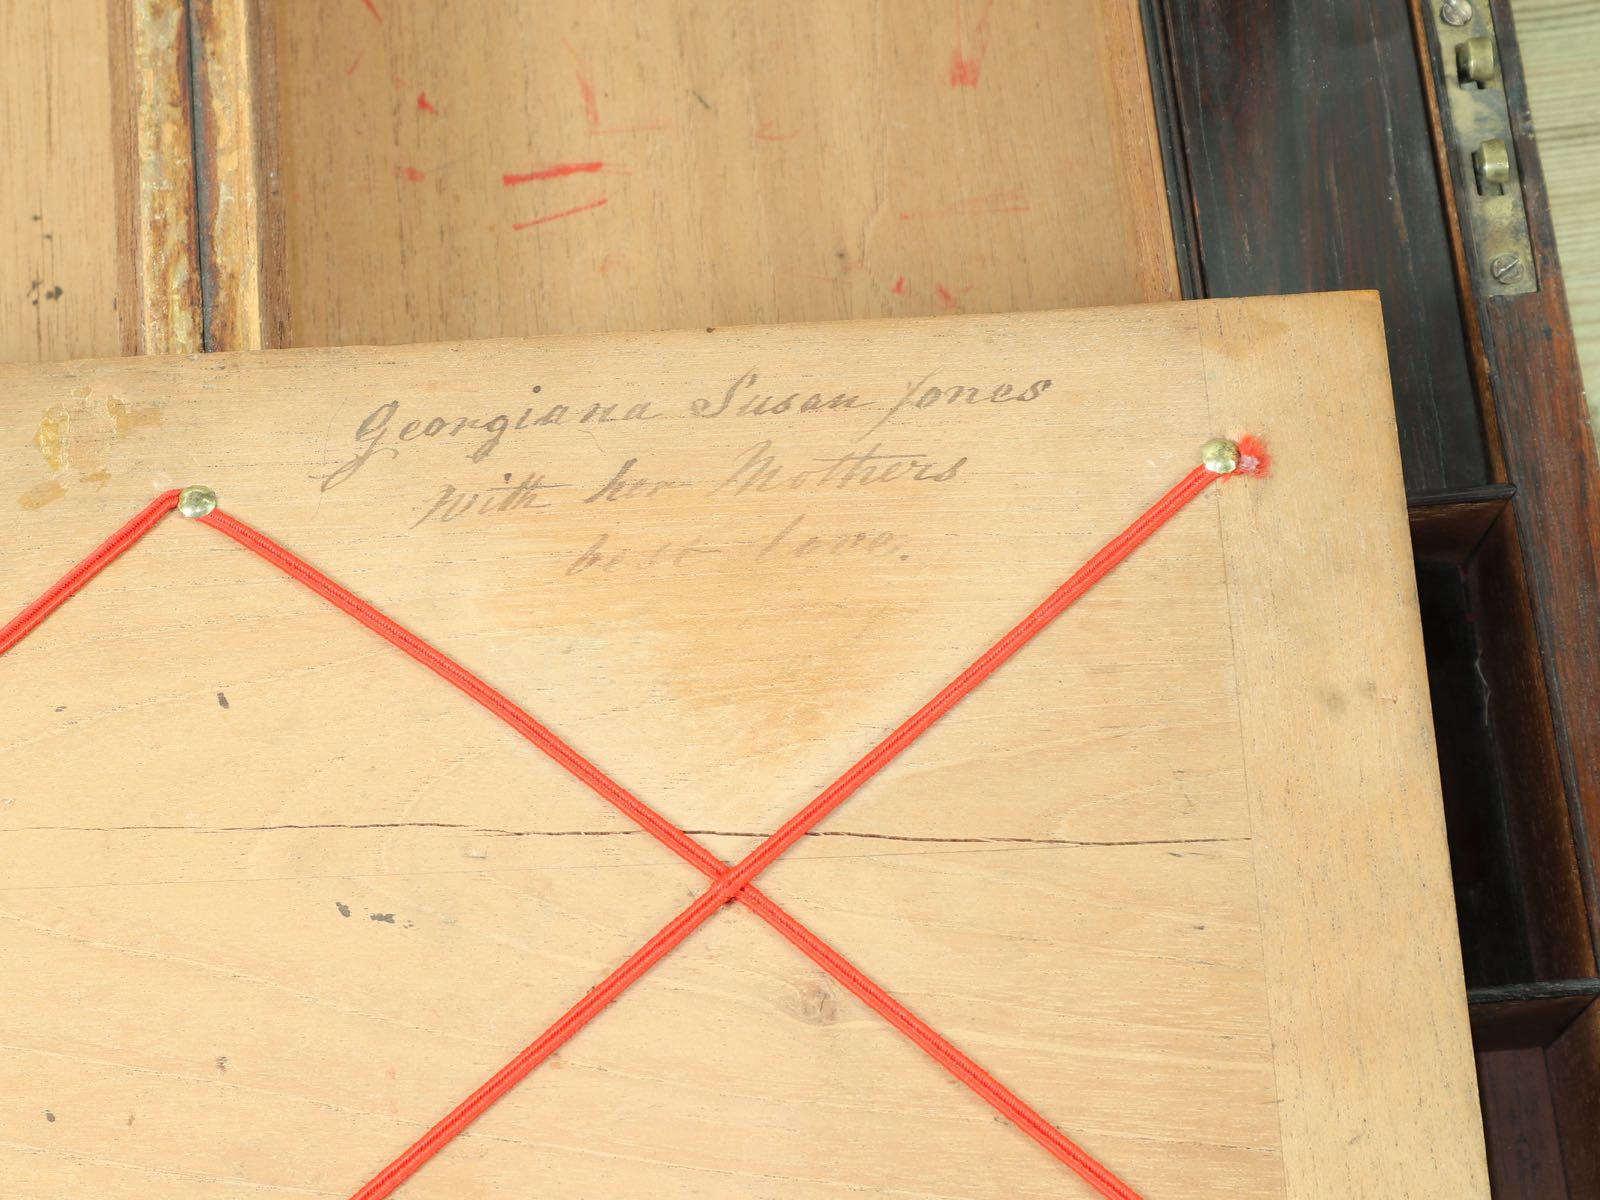 Georgiana Susan Jones
with her Mothers
best love.